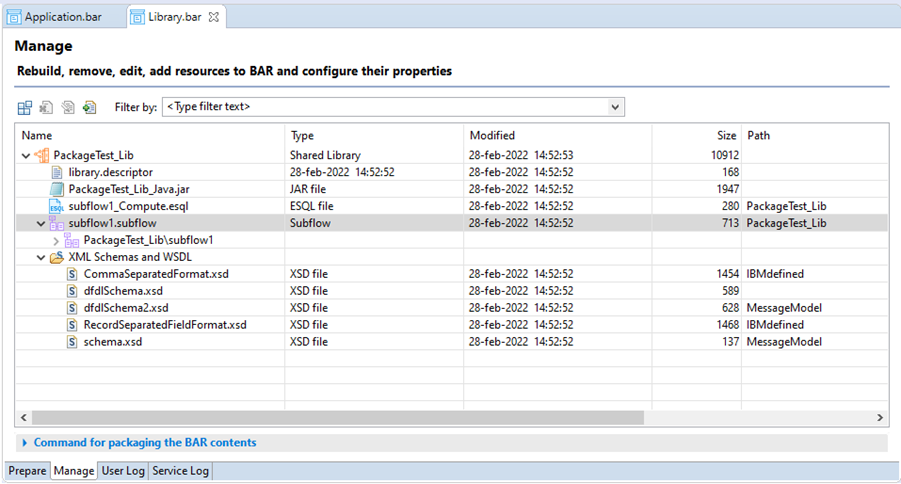 Application.bar Library.bar
Manage
Rebuild, remove, edit, add resources to BAR and configure their properties
Filter by: <Type filter text>
Name Type Modified Size Path
PackageTest_Lib Shared Library 28-feb-2022 14:52:53 10912
library.descriptor 28-feb-2022 14:52:52 28-feb-2022 14:52:52 168
PackageTest_Lib_Java.jar JAR file 28-feb-2022 14:52:52 1947
ESQL subflow1_Compute.esql ESQL file 28-feb-2022 14:52:52 280 PackageTest_Lib
subflow1.subflow Subflow 28-feb-2022 14:52:52 713 PackageTest_Lib
PackageTest_Lib\subflow1
XML Schemas and WSDL
S CommaSeparatedFormat.xsd XSD file 28-feb-2022 14:52:52 1454 IBMdefined
S dfdlSchema.xsd XSD file 28-feb-2022 14:52:52 589
S dfdlSchema2.xsd XSD file 28-feb-2022 14:52:52 628 MessageModel
S RecordSeparatedFieldFormat.xsd XSD file 28-feb-2022 14:52:52 1468 IBMdefined
S schema.xsd XSD file 28-feb-2022 14:52:52 137 MessageModel
Command for packaging the BAR contents
Prepare Manage User Log Service Log